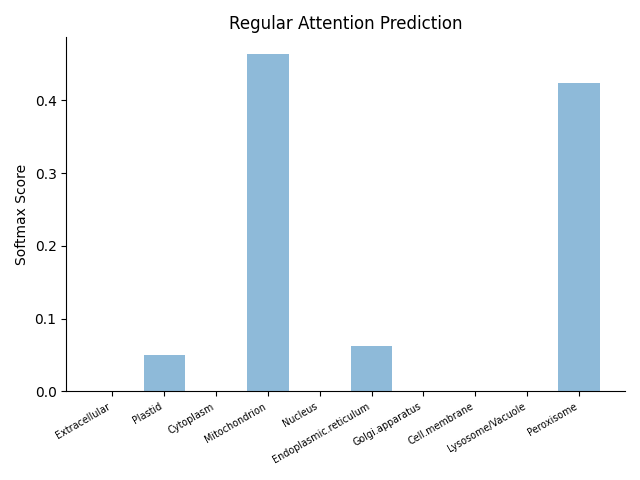 Regular Attention Prediction
Softmax Score
0.4
0.3
0.2
0.1
0.0
Extracellular
Plastid
Cytoplasm
Mitochondrion
Nucleus
Endoplasmic.reticulum
Golgi.apparatus
Cell.membrane
Lysosome/Vacuole
Peroxisome